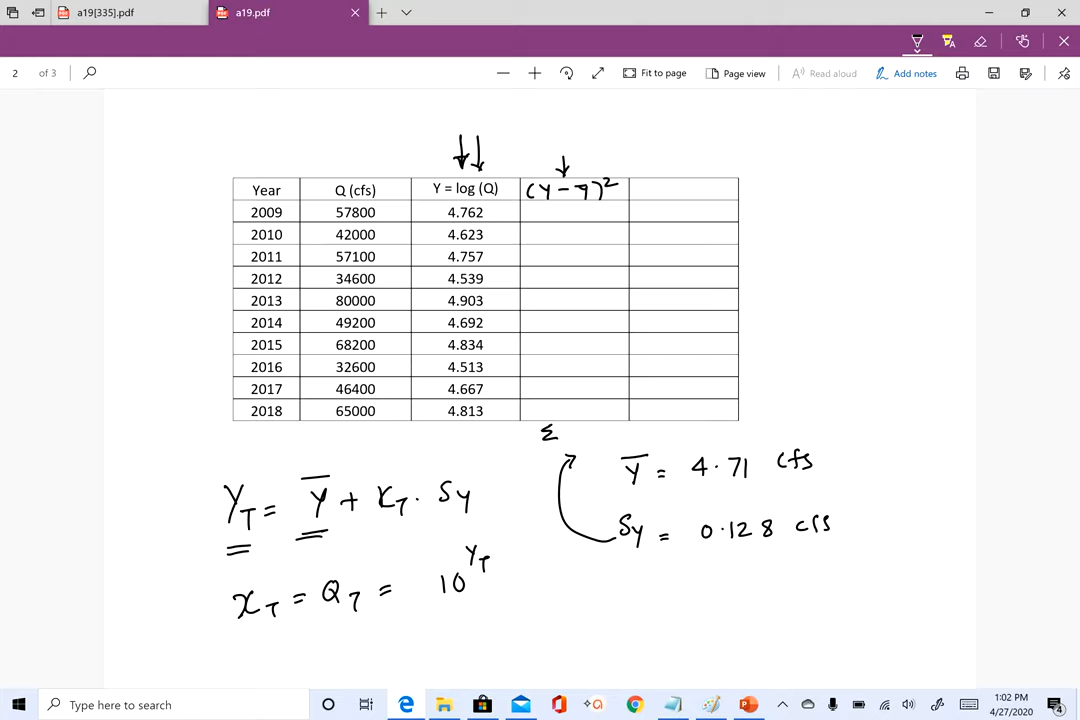 a19[335].pdf
a19.pdf
2 of 3
Fit to page
Page view
Read aloud
Add notes
Year Q (cfs) Y = log (Q) (Y - Y̅)²
2009 57800 4.762
2010 42000 4.623
2011 57100 4.757
2012 34600 4.539
2013 80000 4.903
2014 49200 4.692
2015 68200 4.834
2016 32600 4.513
2017 46400 4.667
2018 65000 4.813
Σ
Y̅ = 4.71 cfs
Y_T = Y̅ + K_T . Sy
Sy = 0.128 cfs
x_T = Q_T = 10^Y_T
Type here to search
1:02 PM
4/27/2020
4